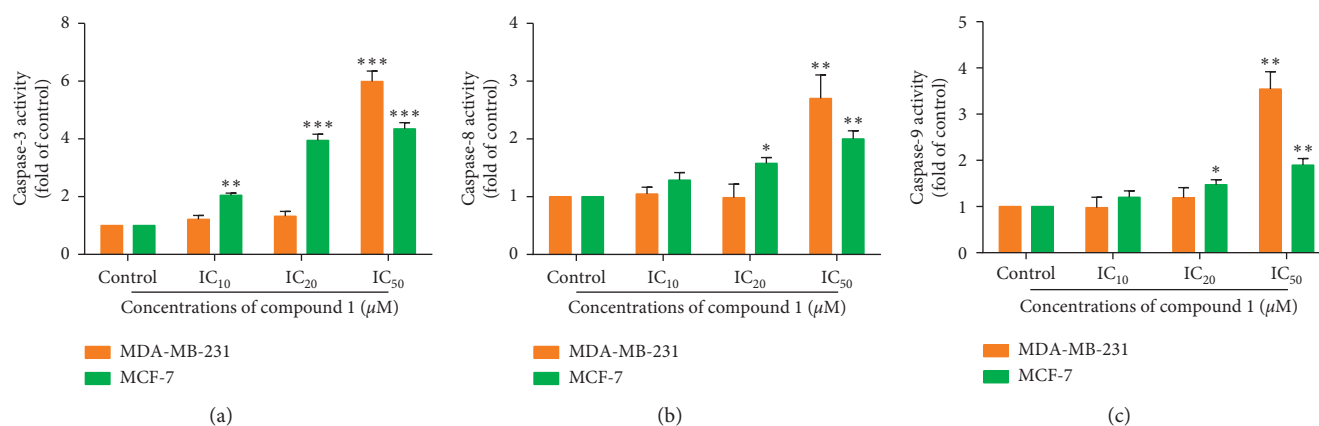 Caspase-3 activity
(fold of control)
8
6
4
2
0
***
***
***
**
Control
IC10
IC20
IC50
Concentrations of compound 1 (µM)
MDA-MB-231
MCF-7
(a)
Caspase-8 activity
(fold of control)
4
3
2
1
0
**
**
*
Control
IC10
IC20
IC50
Concentrations of compound 1 (µM)
MDA-MB-231
MCF-7
(b)
Caspase-9 activity
(fold of control)
5
4
3
2
1
0
**
**
*
Control
IC10
IC20
IC50
Concentrations of compound 1 (µM)
MDA-MB-231
MCF-7
(c)